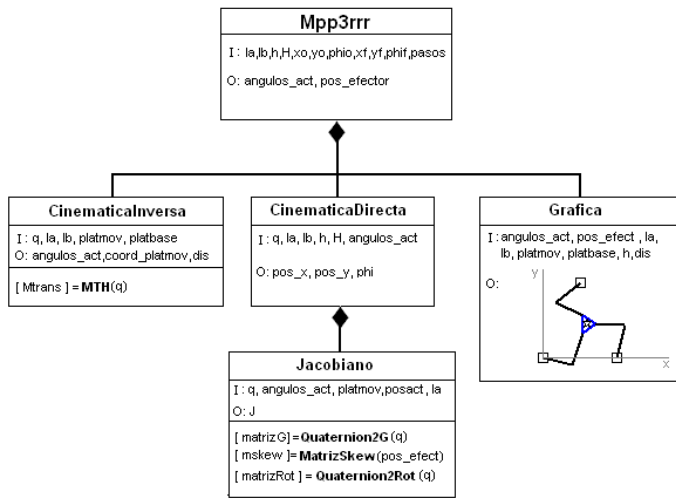 Mpp3rrr
I: la,lb,h,H,xo,yo,phio,xf,yf,phif,pasos
O: angulos_act, pos_efector
CinematicaInversa
I: q, la, lb, platmov, platbase
O: angulos_act,coord_platmov,dis
[ Mtrans ] = MTH(q)
CinematicaDirecta
I: q, la, lb, h, H, angulos_act
O: pos_x, pos_y, phi
Grafica
I: angulos_act, pos_efect , la,
lb, platmov, platbase, h,dis
O:
y
x
Jacobiano
I: q, angulos_act, platmov,posact, la
O: J
[ matrizG]=Quaternion2G(q)
[ mskew ]=MatrizSkew(pos_efect)
[ matrizRot ] = Quaternion2Rot(q)